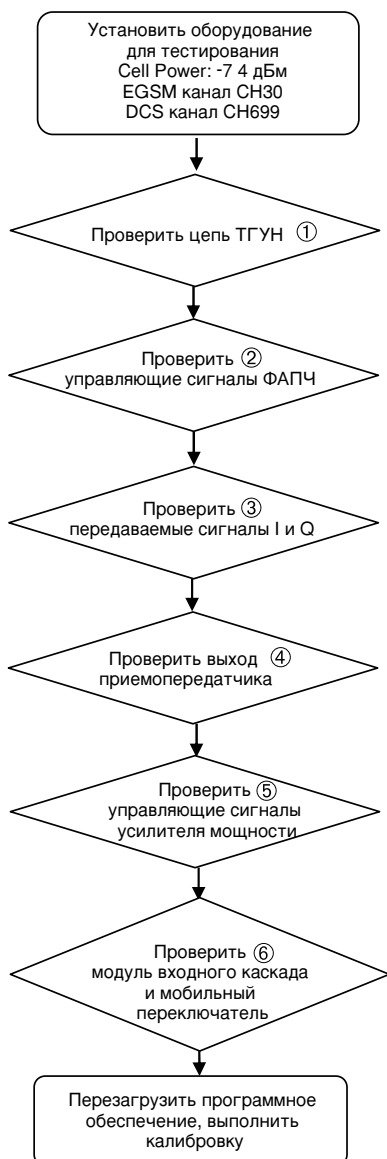 Установить оборудование
для тестирования
Cell Power: -7 4 дБм
EGSM канал CH30
DCS канал CH699
Проверить цепь ТГУН ①
Проверить ②
управляющие сигналы ФАПЧ
Проверить ③
передаваемые сигналы I и Q
Проверить выход ④
приемопередатчика
Проверить ⑤
управляющие сигналы
усилителя мощности
Проверить ⑥
модуль входного каскада
и мобильный
переключатель
Перезагрузить программное
обеспечение, выполнить
калибровку